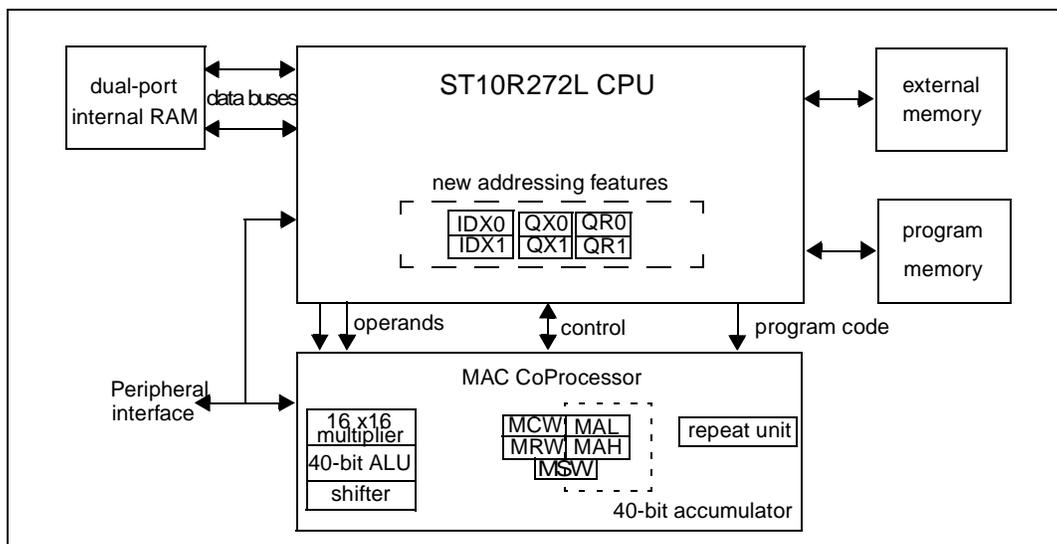 dual-port
internal RAM
data buses
ST10R272L CPU
external
memory
new addressing features
IDX0 QX0 QR0
IDX1 QX1 QR1
program
memory
operands
control
program code
Peripheral
interface
MAC CoProcessor
16 x16
multiplier
40-bit ALU
shifter
MCW MAL
MRW MAH
MSW
repeat unit
40-bit accumulator